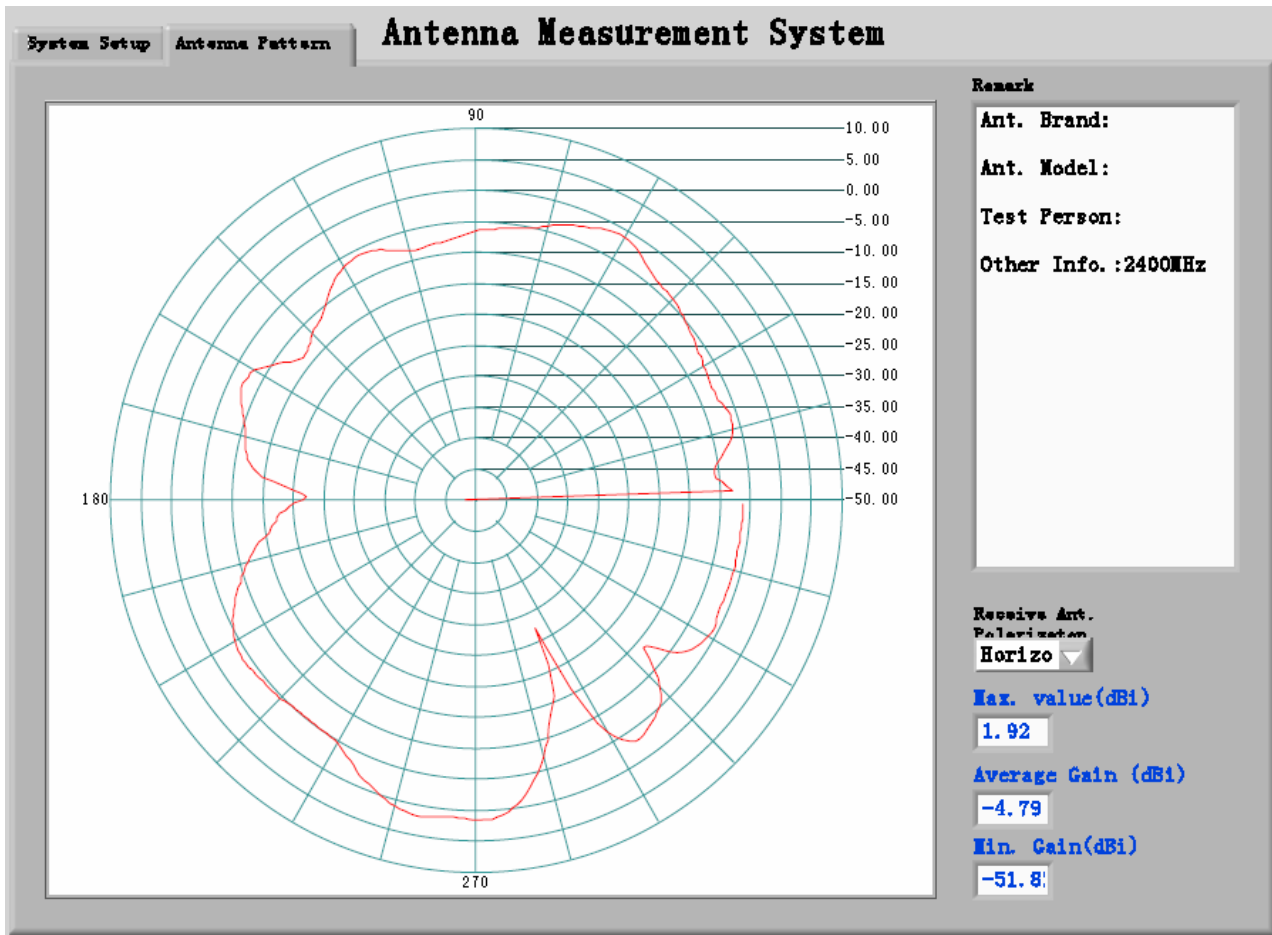 System Setup
Antenna Pattern
Antenna Measurement System
90
10.00
5.00
0.00
-5.00
-10.00
-15.00
-20.00
-25.00
-30.00
-35.00
-40.00
-45.00
-50.00
180
270
Remark
Ant. Brand:
Ant. Model:
Test Person:
Other Info.:2400MHz
Receive Ant.
Polarizaton
Horizo
Max. value(dBi)
1.92
Average Gain (dBi)
-4.79
Min. Gain(dBi)
-51.8